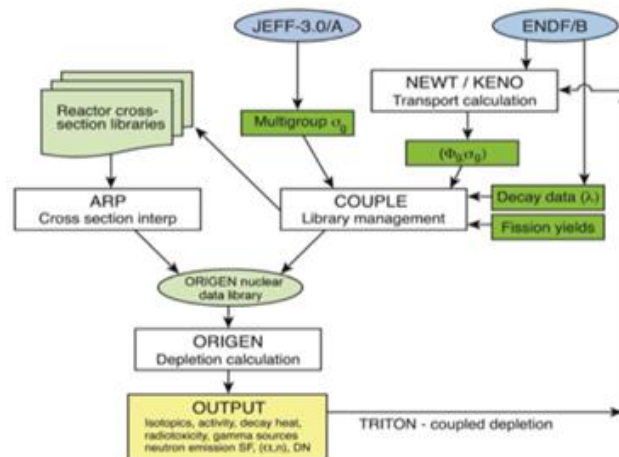 JEFF-3.0/A
ENDF/B
NEWT / KENO
Transport calculation
Reactor cross-
section libraries
Multigroup σg
(Φg,σg)
ARP
Cross section interp
COUPLE
Library management
Decay data (λ)
Fission yields
ORIGEN nuclear
data library
ORIGEN
Depletion calculation
OUTPUT
Isotopics, activity, decay heat,
radiotoxicity, gamma sources
neutron emission SF, (α,n), DN
TRITON - coupled depletion